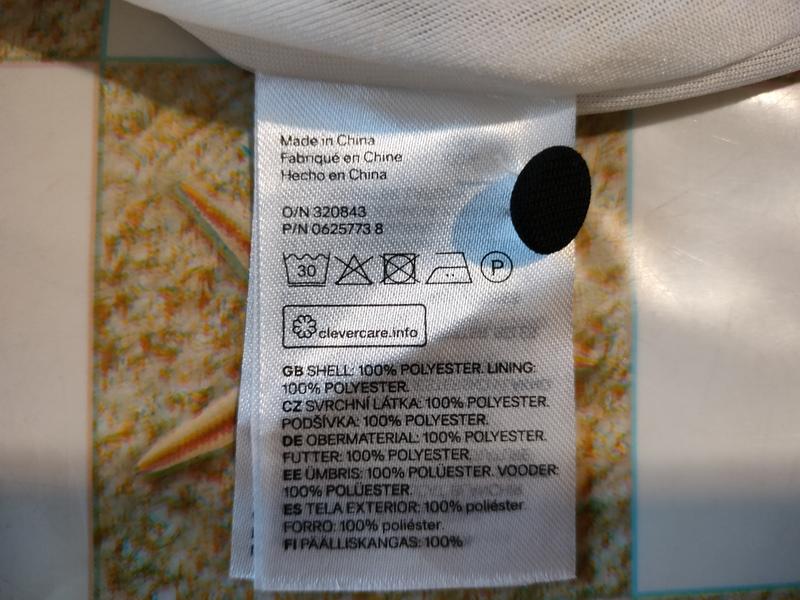 Made in China
Fabriqué en Chine
Hecho en China
O/N 320843
P/N 0625773 8
30
P
clevercare.info
GB SHELL: 100% POLYESTER. LINING:
100% POLYESTER.
CZ SVRCHNÍ LÁTKA: 100% POLYESTER.
PODŠÍVKA: 100% POLYESTER.
DE OBERMATERIAL: 100% POLYESTER.
FUTTER: 100% POLYESTER.
EE ÜMBRIS: 100% POLÜESTER. VOODER:
100% POLÜESTER.
ES TELA EXTERIOR: 100% poliéster
FORRO: 100% poliéster.
FI PÄÄLLISKANGAS: 100%